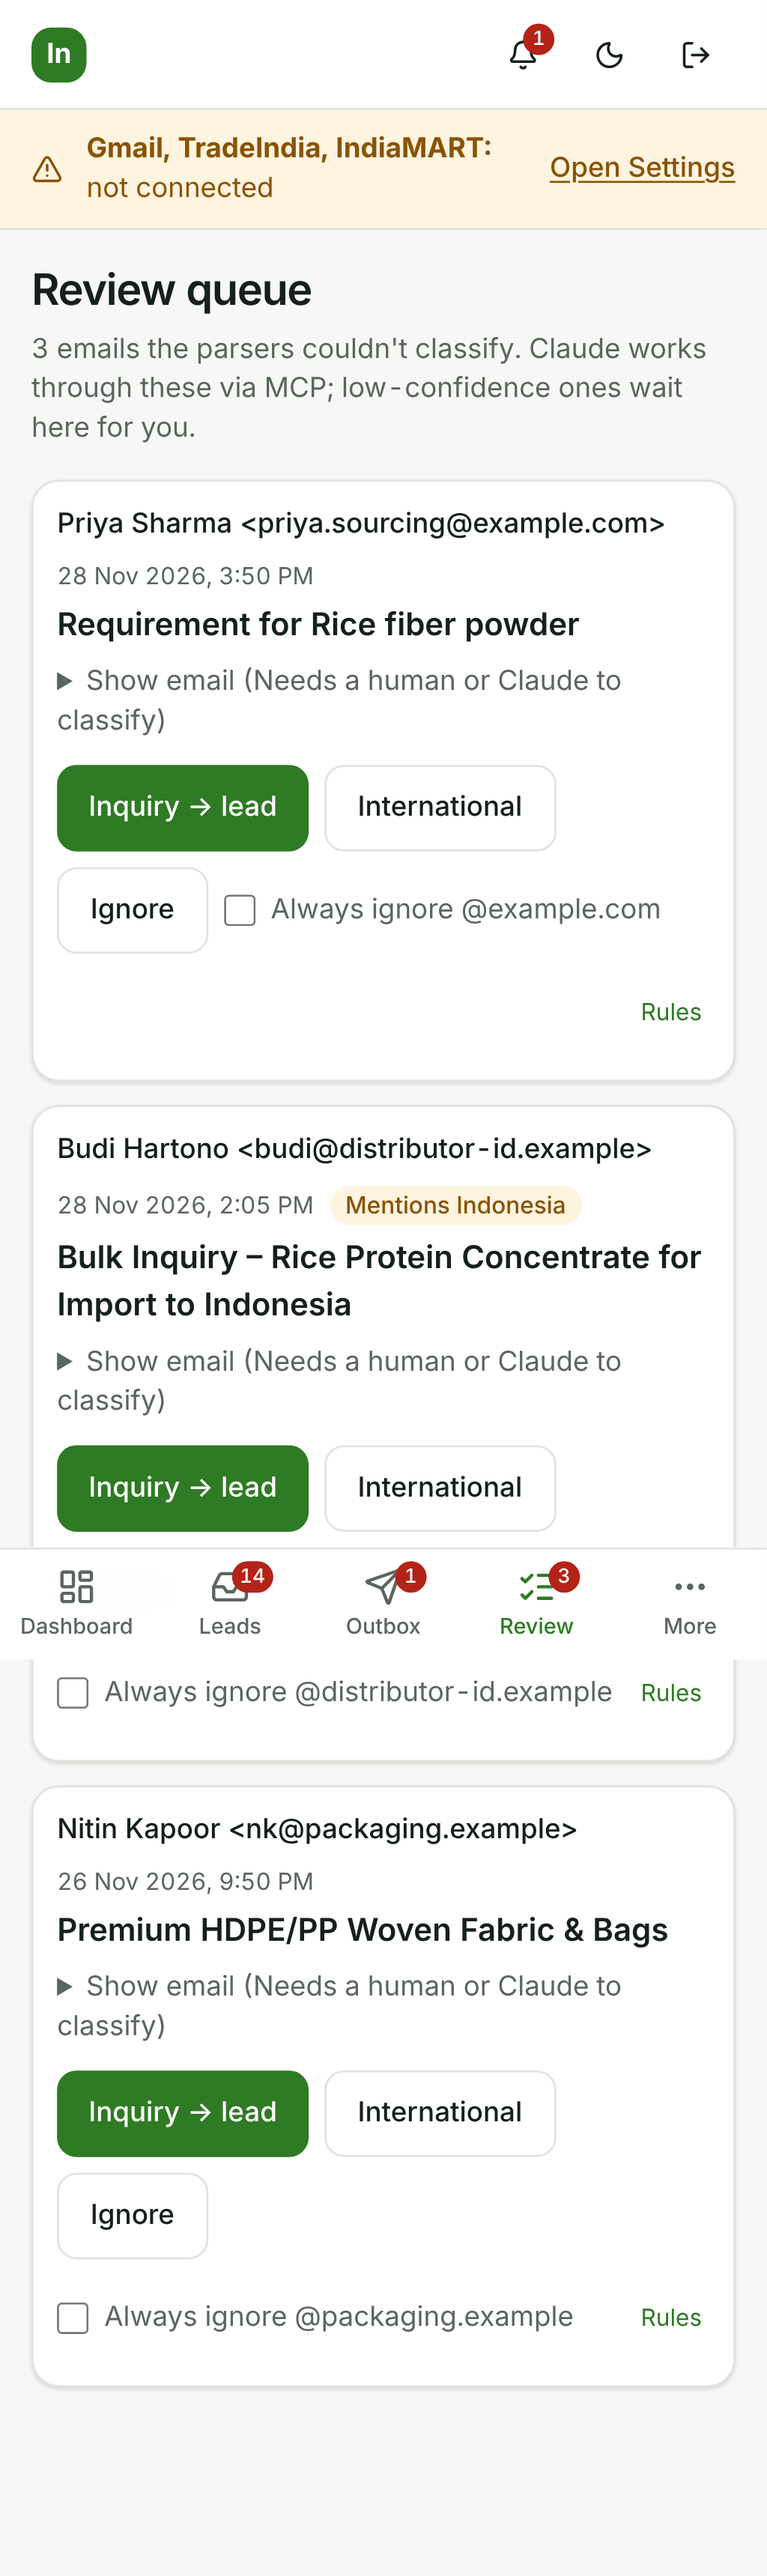 In
1
Gmail, TradeIndia, IndiaMART:
not connected
Open Settings
Review queue
3 emails the parsers couldn't classify. Claude works
through these via MCP; low-confidence ones wait
here for you.
Priya Sharma <priya.sourcing@example.com>
28 Nov 2026, 3:50 PM
Requirement for Rice fiber powder
Show email (Needs a human or Claude to
classify)
Inquiry → lead
International
Ignore
Always ignore @example.com
Rules
Budi Hartono <budi@distributor-id.example>
28 Nov 2026, 2:05 PM
Mentions Indonesia
Bulk Inquiry – Rice Protein Concentrate for
Import to Indonesia
Show email (Needs a human or Claude to
classify)
Inquiry → lead
International
14
1
3
Dashboard
Leads
Outbox
Review
More
Always ignore @distributor-id.example
Rules
Nitin Kapoor <nk@packaging.example>
26 Nov 2026, 9:50 PM
Premium HDPE/PP Woven Fabric & Bags
Show email (Needs a human or Claude to
classify)
Inquiry → lead
International
Ignore
Always ignore @packaging.example
Rules